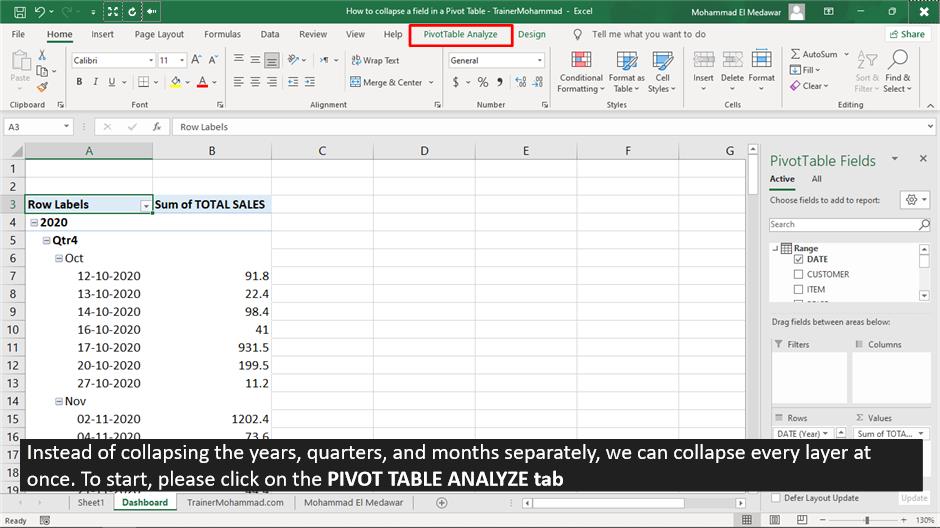 How to collapse a field in a Pivot Table - TrainerMohammad - Excel
Mohammad El Medawar
File Home Insert Page Layout Formulas Data Review View Help PivotTable Analyze Design Tell me what you want to do Share
Paste
Calibri 11
B I U
A A
Wrap Text
Merge & Center
General
$ % ,
Conditional Formatting
Format as Table
Cell Styles
Insert Delete Format
AutoSum
Fill
Clear
Sort & Filter
Find & Select
Clipboard Font Alignment Number Styles Cells Editing
A3 fx Row Labels
A B C D E F G
1
2
3 Row Labels Sum of TOTAL SALES
4 2020
5 Qtr4
6 Oct
7 12-10-2020 91.8
8 13-10-2020 22.4
9 14-10-2020 98.4
10 16-10-2020 41
11 17-10-2020 931.5
12 20-10-2020 199.5
13 27-10-2020 11.2
14 Nov
15 02-11-2020 1202.4
16 04-11-2020 73.6
17
18
19
PivotTable Fields
Active All
Choose fields to add to report:
Search
Range
DATE
CUSTOMER
ITEM
Drag fields between areas below:
Filters Columns
Rows Values
DATE (Year) Sum of TOTA...
Instead of collapsing the years, quarters, and months separately, we can collapse every layer at
once. To start, please click on the PIVOT TABLE ANALYZE tab
Defer Layout Update Update
Sheet1 Dashboard TrainerMohammad.com Mohammad El Medawar
Ready 130%